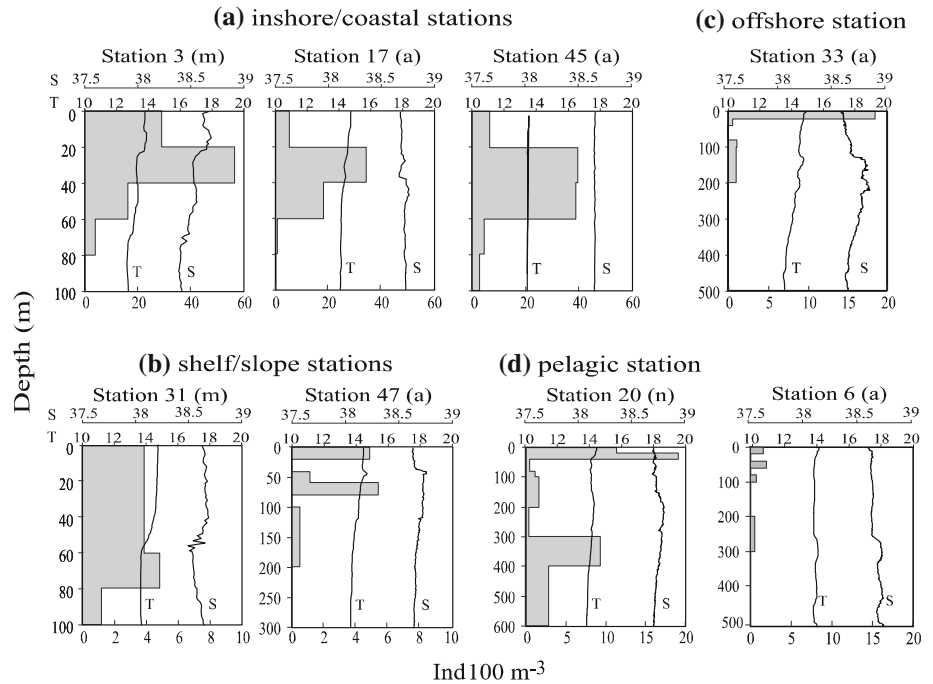 (a) inshore/coastal stations
(c) offshore station
Station 3 (m)
Station 17 (a)
Station 45 (a)
Station 33 (a)
S 37.5 38 38.5 39
37.5 38 38.5 39
37.5 38 38.5 39
37.5 38 38.5 39
T 10 12 14 16 18 20
10 12 14 16 18 20
10 12 14 16 18 20
10 12 14 16 18 20
0
20
40
60
80
100
T S
T S
T S
0 20 40 60
0 20 40 60
0 20 40 60
0
100
200
300
400
500
T S
0 5 10 15 20
Depth (m)
(b) shelf/slope stations
(d) pelagic station
Station 31 (m)
Station 47 (a)
Station 20 (n)
Station 6 (a)
S 37.5 38 38.5 39
37.5 38 38.5 39
37.5 38 38.5 39
37.5 38 38.5 39
T 10 12 14 16 18 20
10 12 14 16 18 20
10 12 14 16 18 20
10 12 14 16 18 20
0
20
40
60
80
100
T S
0 2 4 6 8 10
0
50
100
150
200
250
300
T S
0 2 4 6 8 10
0
100
200
300
400
500
600
T S
0 5 10 15 20
0
100
200
300
400
500
T S
0 5 10 15 20
Ind100 m-3